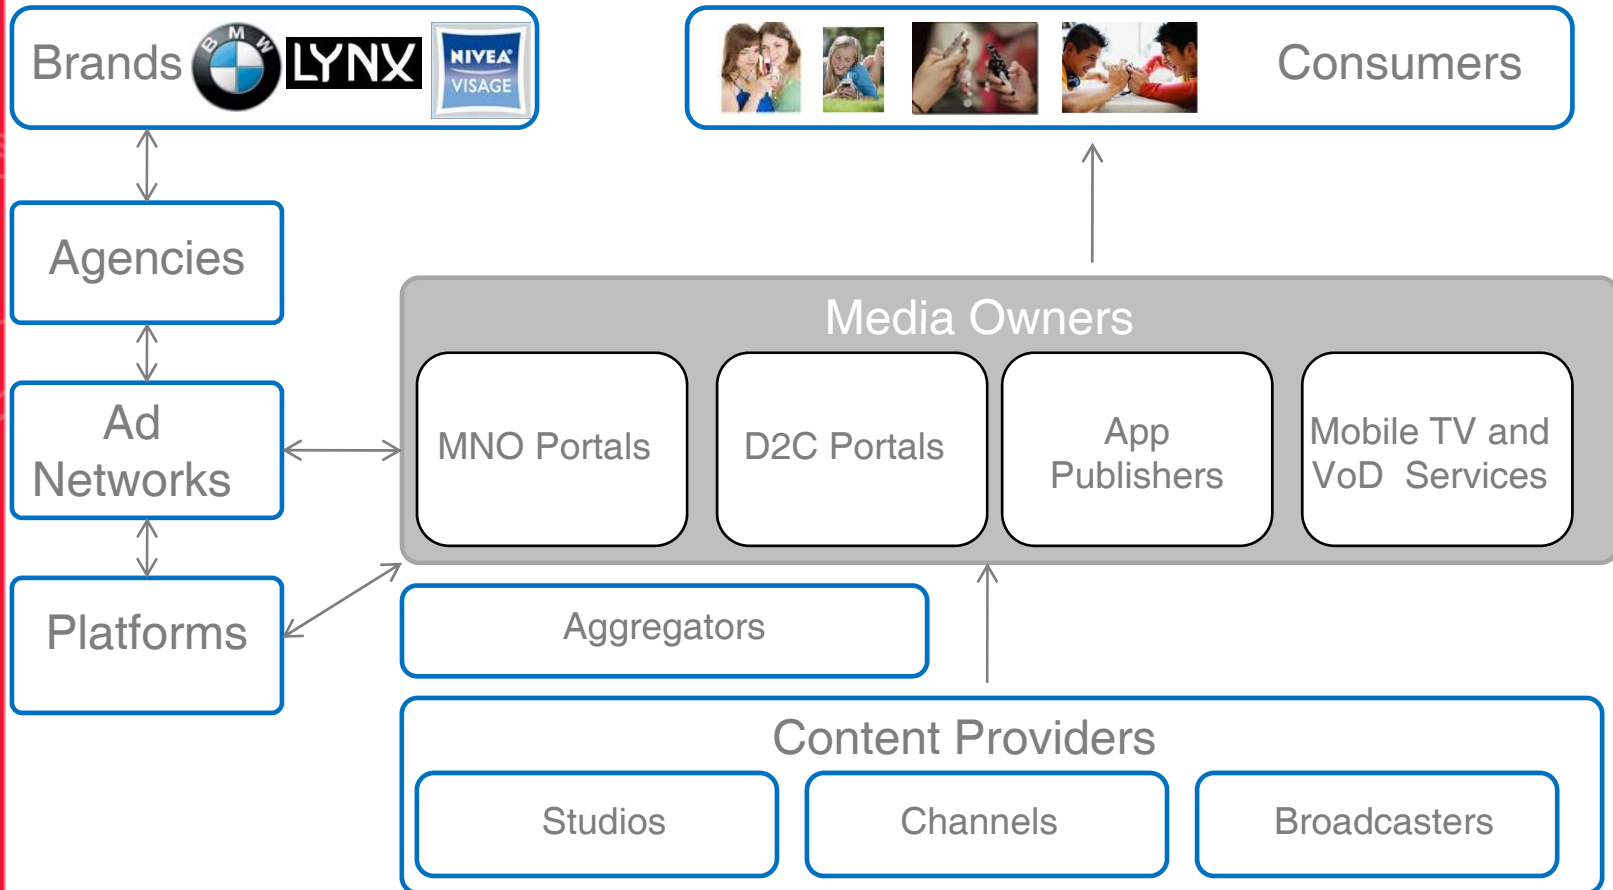 Brands
BMW
LYNX
NIVEA
VISAGE
Consumers
Agencies
Media Owners
Ad
Networks
MNO Portals
D2C Portals
App
Publishers
Mobile TV and
VoD Services
Platforms
Aggregators
Content Providers
Studios
Channels
Broadcasters